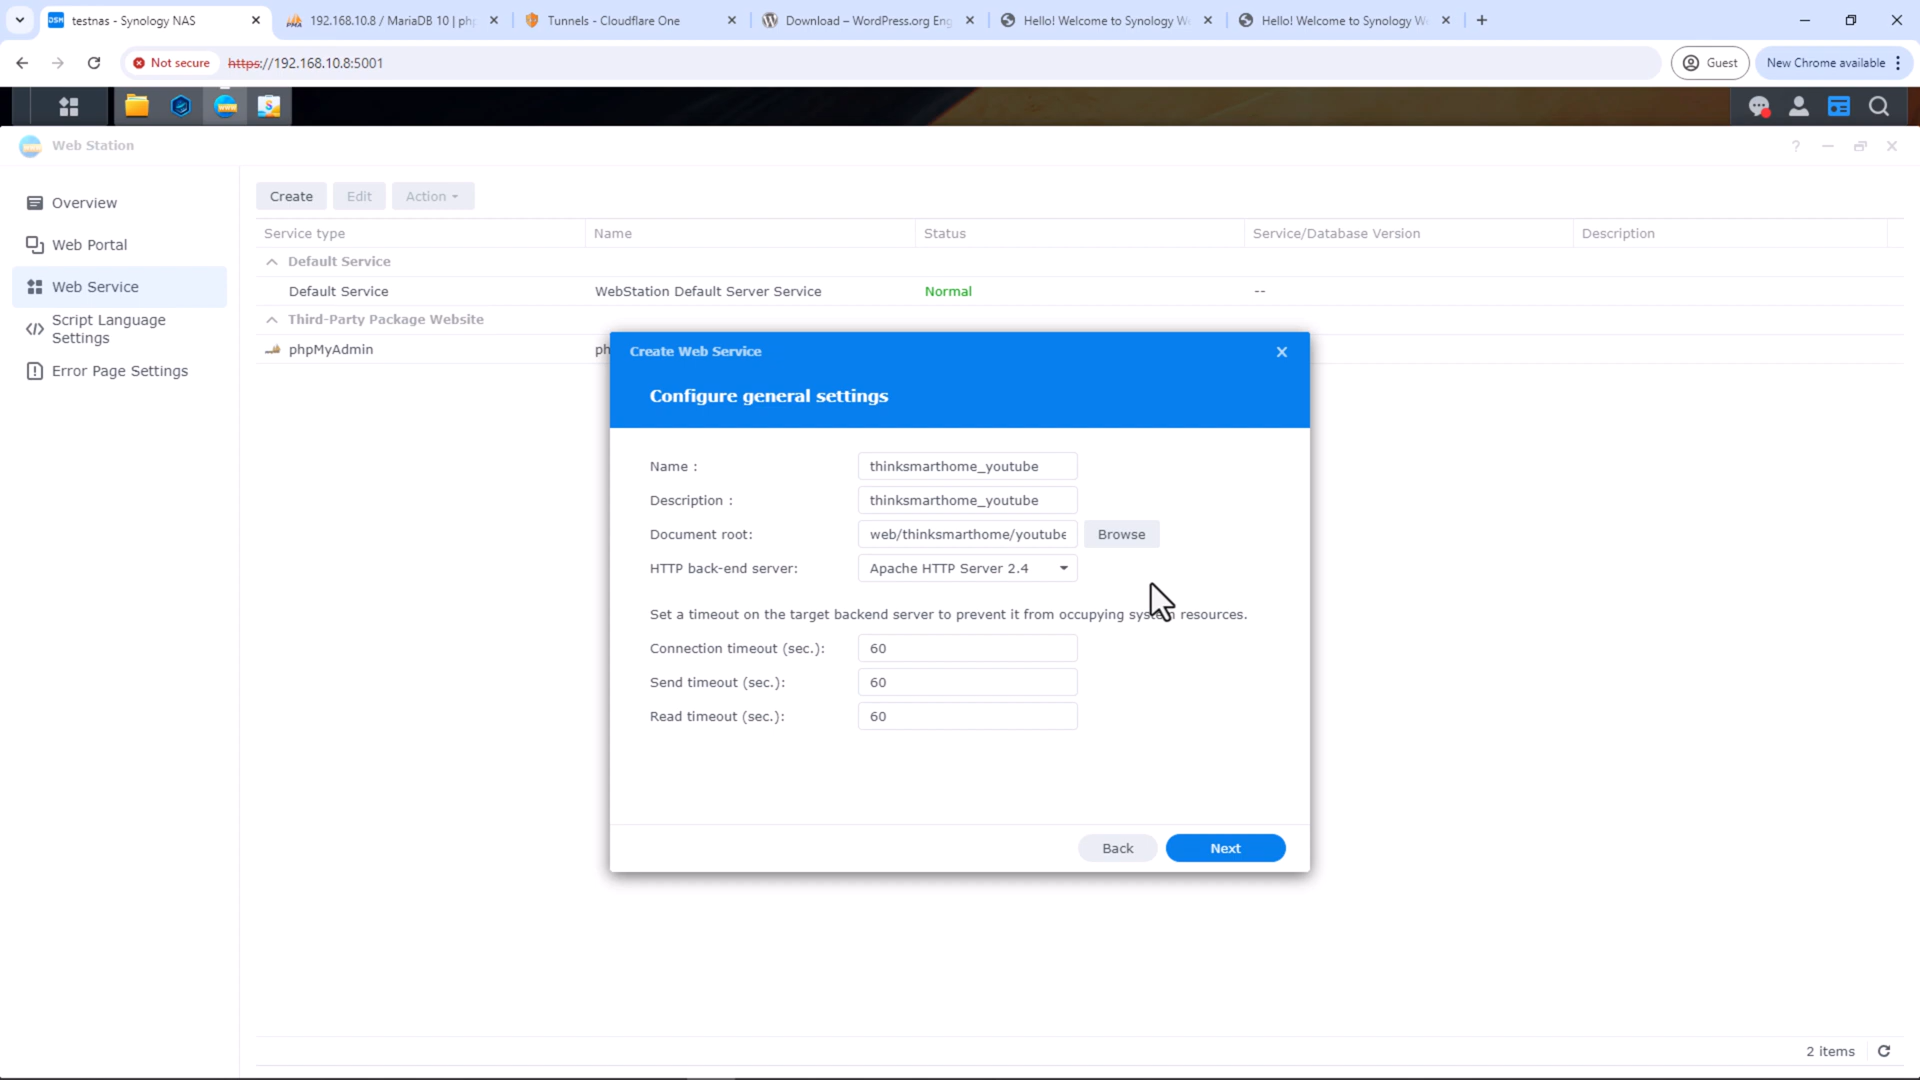 testnas - Synology NAS
192.168.10.8 / MariaDB 10 | ph
Tunnels - Cloudflare One
Download – WordPress.org Eng
Hello! Welcome to Synology W
Hello! Welcome to Synology W
Not secure
https://192.168.10.8:5001
Guest
New Chrome available
Web Station
Overview
Web Portal
Web Service
Script Language
Settings
Error Page Settings
Create
Edit
Action
Service type
Name
Status
Service/Database Version
Description
Default Service
Default Service
WebStation Default Server Service
Normal
--
Third-Party Package Website
phpMyAdmin
ph
Create Web Service
Configure general settings
Name :
thinksmarthome_youtube
Description :
thinksmarthome_youtube
Document root:
web/thinksmarthome/youtube
Browse
HTTP back-end server:
Apache HTTP Server 2.4
Set a timeout on the target backend server to prevent it from occupying system resources.
Connection timeout (sec.):
60
Send timeout (sec.):
60
Read timeout (sec.):
60
Back
Next
2 items